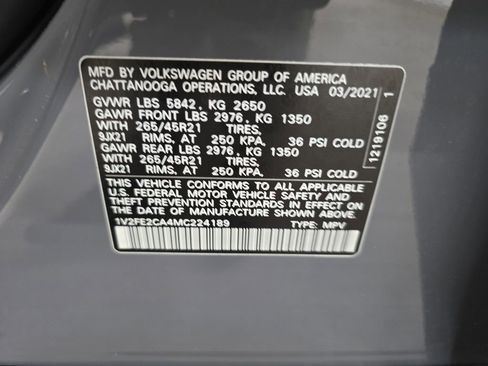 MFD BY VOLKSWAGEN GROUP OF AMERICA
CHATTANOOGA OPERATIONS, LLC. USA 03/2021
GVWR LBS 5842, KG 2650
GAWR FRONT LBS 2976, KG 1350
WITH 265/45R21 TIRES,
9JX21 RIMS, AT 250 KPA, 36 PSI COLD
GAWR REAR LBS 2976, KG 1350
WITH 265/45R21 TIRES,
9JX21 RIMS, AT 250 KPA, 36 PSI COLD
THIS VEHICLE CONFORMS TO ALL APPLICABLE
U.S. FEDERAL MOTOR VEHICLE SAFETY AND
THEFT PREVENTION STANDARDS IN EFFECT ON
THE DATE OF MANUFACTURE SHOWN ABOVE.
1V2FE2CA4MC224189 TYPE: MPV
1219106 1